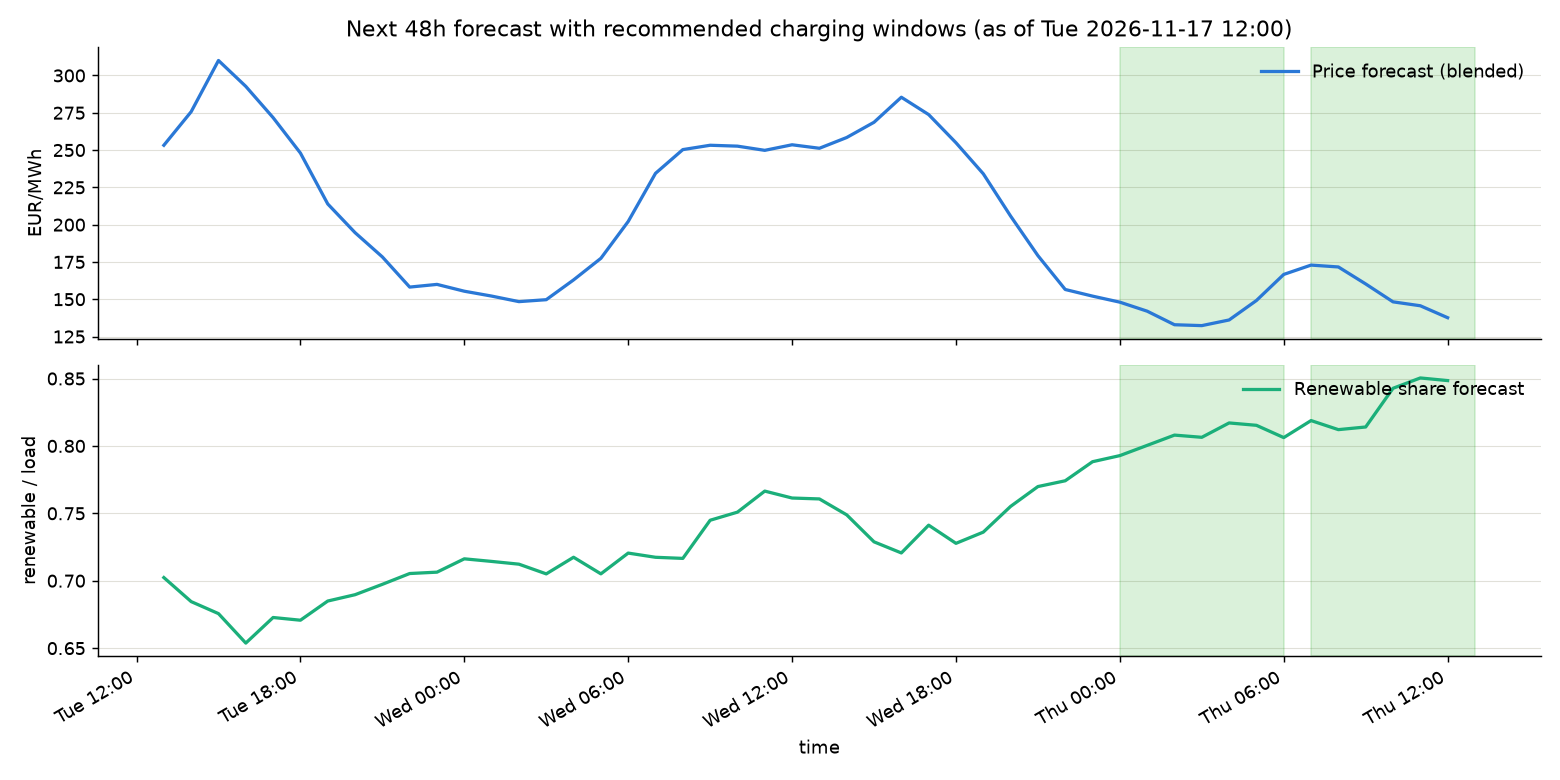 Next 48h forecast with recommended charging windows (as of Tue 2026-11-17 12:00)
Price forecast (blended)
EUR/MWh
300
275
250
225
200
175
150
125
Renewable share forecast
renewable / load
0.85
0.80
0.75
0.70
0.65
Tue 12:00
Tue 18:00
Wed 00:00
Wed 06:00
Wed 12:00
Wed 18:00
Thu 00:00
Thu 06:00
Thu 12:00
time